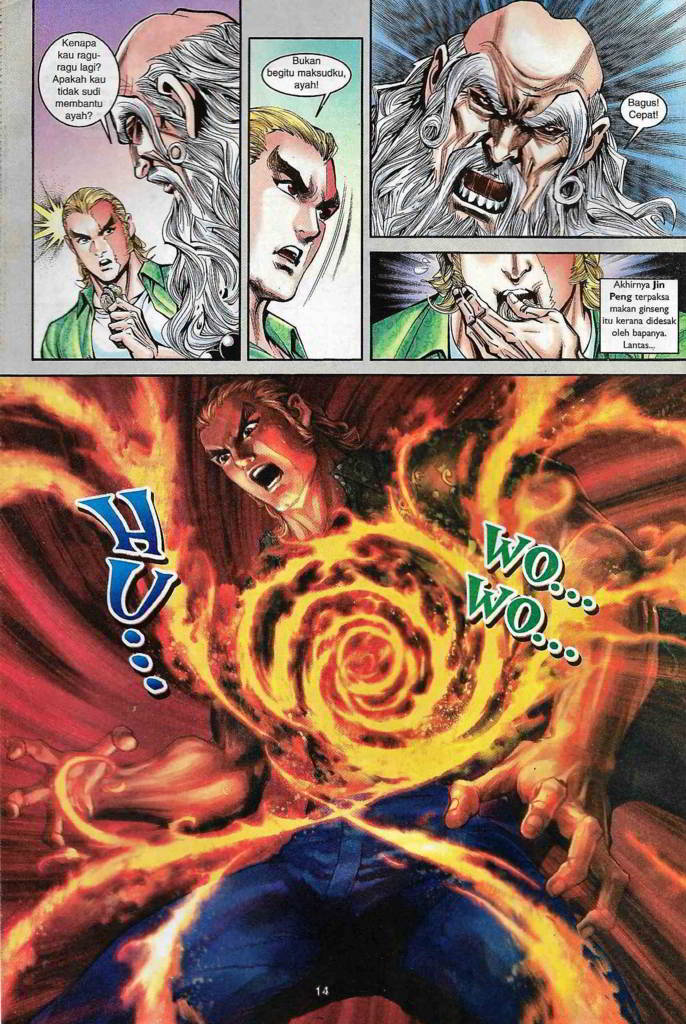 Kenapa
kau ragu-
ragu lagi?
Apakah kau
tidak sudi
membantu
ayah?
Bukan
begitu maksudku,
ayah!
Bagus!
Cepat!
Akhirnya Jin
Peng terpaksa
makan ginseng
itu kerana didesak
oleh bapanya.
Lantas...
HU...
WO...
WO...
14